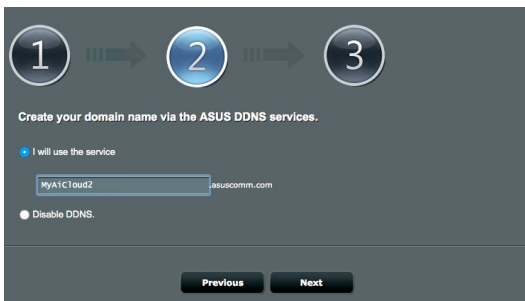 1 2 3
Create your domain name via the ASUS DDNS services.
I will use the service
MyAiCloud2 .asuscomm.com
Disable DDNS.
Previous Next